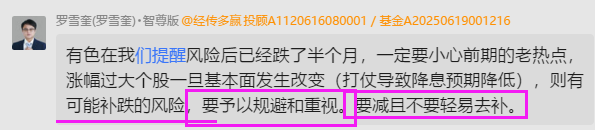 罗雪奎(罗雪奎)·智尊版@经传多赢 投顾A1120616080001 / 基金A20250619001216
有色在我们提醒风险后已经跌了半个月，一定要小心前期的老热点，
涨幅过大个股一旦基本面发生改变（打仗导致降息预期降低），则有
可能补跌的风险，要予以规避和重视。要减且不要轻易去补。